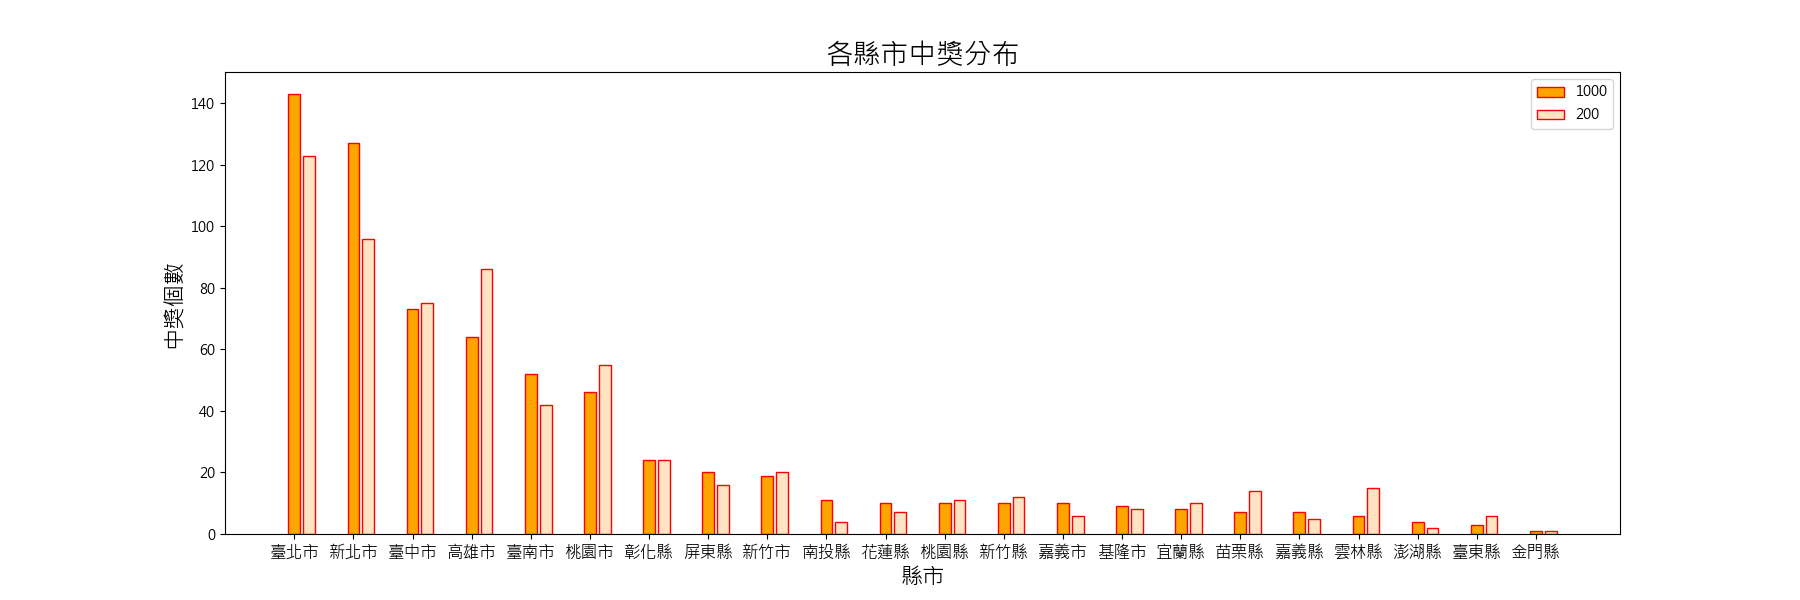 各縣市中獎分布
1000
200
140
120
100
80
60
40
20
0
中獎個數
臺北市 新北市 臺中市 高雄市 臺南市 桃園市 彰化縣 屏東縣 新竹市 南投縣 花蓮縣 桃園縣 新竹縣 嘉義市 基隆市 宜蘭縣 苗栗縣 嘉義縣 雲林縣 澎湖縣 臺東縣 金門縣
縣市